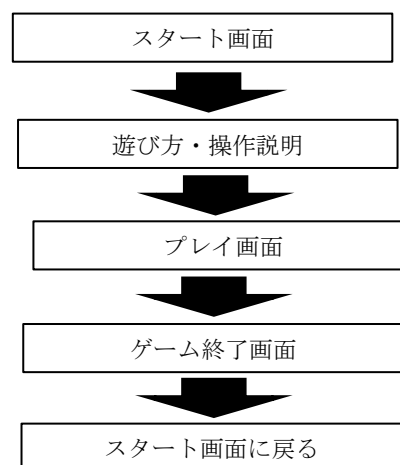 スタート画面
遊び方・操作説明
プレイ画面
ゲーム終了画面
スタート画面に戻る